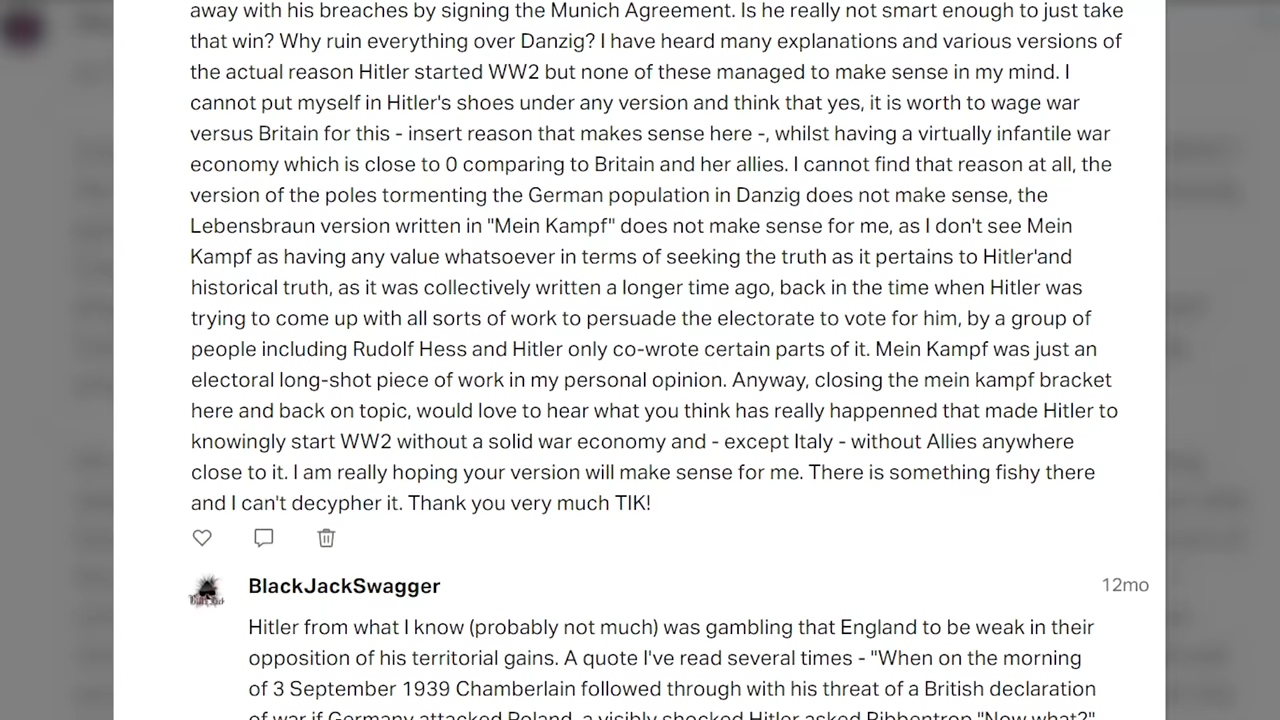 away with his breaches by signing the Munich Agreement. Is he really not smart enough to just take
that win? Why ruin everything over Danzig? I have heard many explanations and various versions of
the actual reason Hitler started WW2 but none of these managed to make sense in my mind. I
cannot put myself in Hitler's shoes under any version and think that yes, it is worth to wage war
versus Britain for this - insert reason that makes sense here -, whilst having a virtually infantile war
economy which is close to 0 comparing to Britain and her allies. I cannot find that reason at all, the
version of the poles tormenting the German population in Danzig does not make sense, the
Lebensbraun version written in "Mein Kampf" does not make sense for me, as I don't see Mein
Kampf as having any value whatsoever in terms of seeking the truth as it pertains to Hitler'and
historical truth, as it was collectively written a longer time ago, back in the time when Hitler was
trying to come up with all sorts of work to persuade the electorate to vote for him, by a group of
people including Rudolf Hess and Hitler only co-wrote certain parts of it. Mein Kampf was just an
electoral long-shot piece of work in my personal opinion. Anyway, closing the mein kampf bracket
here and back on topic, would love to hear what you think has really happenned that made Hitler to
knowingly start WW2 without a solid war economy and - except Italy - without Allies anywhere
close to it. I am really hoping your version will make sense for me. There is something fishy there
and I can't decypher it. Thank you very much TIK!
BlackJackSwagger
12mo
Hitler from what I know (probably not much) was gambling that England to be weak in their
opposition of his territorial gains. A quote I've read several times - "When on the morning
of 3 September 1939 Chamberlain followed through with his threat of a British declaration
of war if Germany attacked Poland, a visibly shocked Hitler asked Ribbentrop "Now what?"